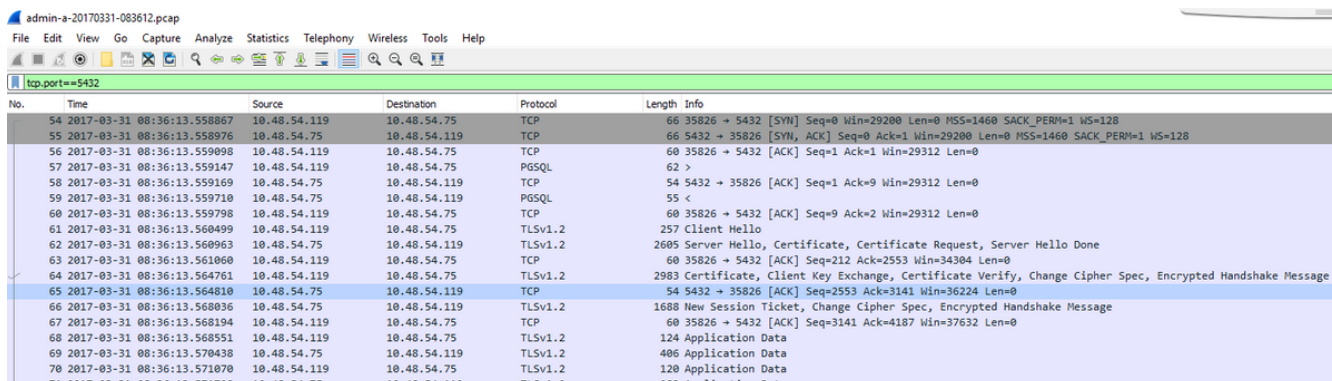 admin-a-20170331-083612.pcap
File Edit View Go Capture Analyze Statistics Telephony Wireless Tools Help
tcp.port==5432
No. Time Source Destination Protocol Length Info
54 2017-03-31 08:36:13.558867 10.48.54.119 10.48.54.75 TCP 66 35826 → 5432 [SYN] Seq=0 Win=29200 Len=0 MSS=1460 SACK_PERM=1 WS=128
55 2017-03-31 08:36:13.558976 10.48.54.75 10.48.54.119 TCP 66 5432 → 35826 [SYN, ACK] Seq=0 Ack=1 Win=29200 Len=0 MSS=1460 SACK_PERM=1 WS=128
56 2017-03-31 08:36:13.559098 10.48.54.119 10.48.54.75 TCP 60 35826 → 5432 [ACK] Seq=1 Ack=1 Win=29312 Len=0
57 2017-03-31 08:36:13.559147 10.48.54.119 10.48.54.75 PGSQL 62 >
58 2017-03-31 08:36:13.559169 10.48.54.75 10.48.54.119 TCP 54 5432 → 35826 [ACK] Seq=1 Ack=9 Win=29312 Len=0
59 2017-03-31 08:36:13.559710 10.48.54.75 10.48.54.119 PGSQL 55 <
60 2017-03-31 08:36:13.559798 10.48.54.119 10.48.54.75 TCP 60 35826 → 5432 [ACK] Seq=9 Ack=2 Win=29312 Len=0
61 2017-03-31 08:36:13.560499 10.48.54.119 10.48.54.75 TLSv1.2 257 Client Hello
62 2017-03-31 08:36:13.560963 10.48.54.75 10.48.54.119 TLSv1.2 2605 Server Hello, Certificate, Certificate Request, Server Hello Done
63 2017-03-31 08:36:13.561060 10.48.54.119 10.48.54.75 TCP 60 35826 → 5432 [ACK] Seq=212 Ack=2553 Win=34304 Len=0
64 2017-03-31 08:36:13.564761 10.48.54.119 10.48.54.75 TLSv1.2 2983 Certificate, Client Key Exchange, Certificate Verify, Change Cipher Spec, Encrypted Handshake Message
65 2017-03-31 08:36:13.564810 10.48.54.75 10.48.54.119 TCP 54 5432 → 35826 [ACK] Seq=2553 Ack=3141 Win=36224 Len=0
66 2017-03-31 08:36:13.568036 10.48.54.75 10.48.54.119 TLSv1.2 1688 New Session Ticket, Change Cipher Spec, Encrypted Handshake Message
67 2017-03-31 08:36:13.568194 10.48.54.119 10.48.54.75 TCP 60 35826 → 5432 [ACK] Seq=3141 Ack=4187 Win=37632 Len=0
68 2017-03-31 08:36:13.568551 10.48.54.119 10.48.54.75 TLSv1.2 124 Application Data
69 2017-03-31 08:36:13.570438 10.48.54.75 10.48.54.119 TLSv1.2 406 Application Data
70 2017-03-31 08:36:13.571070 10.48.54.119 10.48.54.75 TLSv1.2 120 Application Data